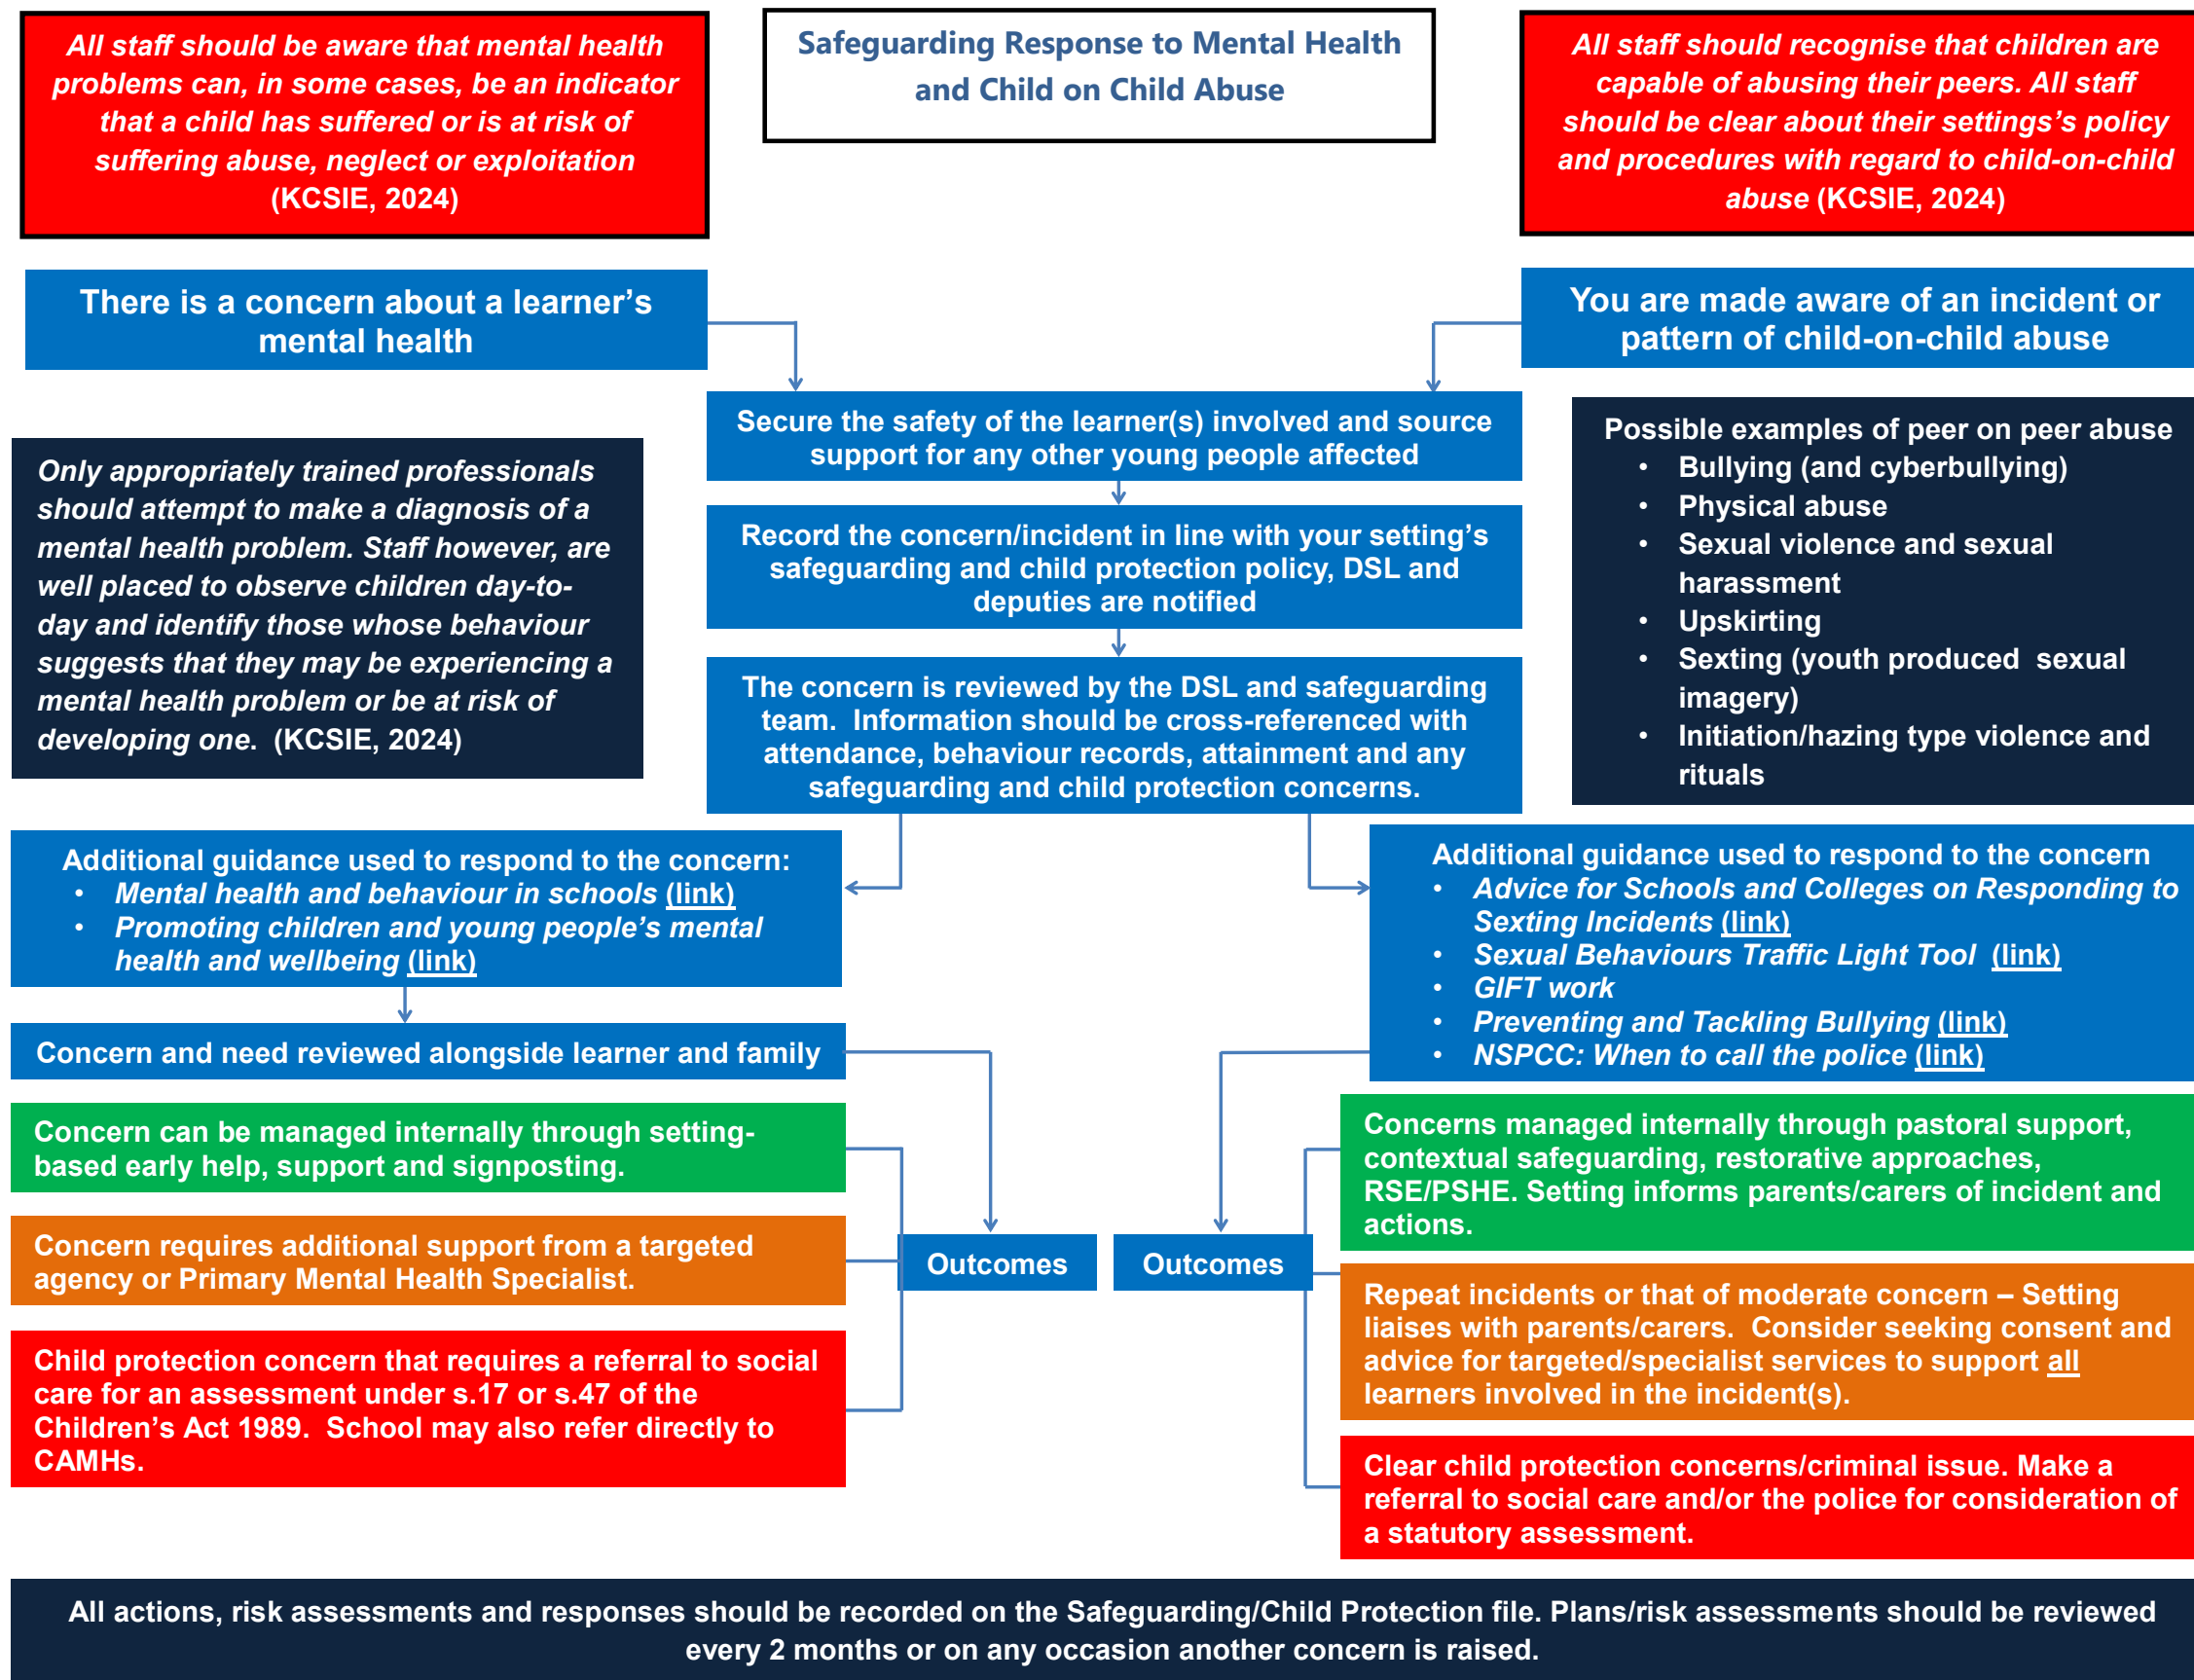 All staff should be aware that mental health
problems can, in some cases, be an indicator
that a child has suffered or is at risk of
suffering abuse, neglect or exploitation
(KCSIE, 2024)
Safeguarding Response to Mental Health
and Child on Child Abuse
All staff should recognise that children are
capable of abusing their peers. All staff
should be clear about their settings's policy
and procedures with regard to child-on-child
abuse (KCSIE, 2024)
There is a concern about a learner’s
mental health
You are made aware of an incident or
pattern of child-on-child abuse
Secure the safety of the learner(s) involved and source
support for any other young people affected
Only appropriately trained professionals
should attempt to make a diagnosis of a
mental health problem. Staff however, are
well placed to observe children day-to-
day and identify those whose behaviour
suggests that they may be experiencing a
mental health problem or be at risk of
developing one. (KCSIE, 2024)
Record the concern/incident in line with your setting’s
safeguarding and child protection policy, DSL and
deputies are notified
The concern is reviewed by the DSL and safeguarding
team. Information should be cross-referenced with
attendance, behaviour records, attainment and any
safeguarding and child protection concerns.
Possible examples of peer on peer abuse
• Bullying (and cyberbullying)
• Physical abuse
• Sexual violence and sexual
harassment
• Upskirting
• Sexting (youth produced sexual
imagery)
• Initiation/hazing type violence and
rituals
Additional guidance used to respond to the concern:
• Mental health and behaviour in schools (link)
• Promoting children and young people’s mental
health and wellbeing (link)
Additional guidance used to respond to the concern
• Advice for Schools and Colleges on Responding to
Sexting Incidents (link)
• Sexual Behaviours Traffic Light Tool (link)
• GIFT work
• Preventing and Tackling Bullying (link)
• NSPCC: When to call the police (link)
Concern and need reviewed alongside learner and family
Concern can be managed internally through setting-
based early help, support and signposting.
Concern requires additional support from a targeted
agency or Primary Mental Health Specialist.
Child protection concern that requires a referral to social
care for an assessment under s.17 or s.47 of the
Children’s Act 1989. School may also refer directly to
CAMHs.
Outcomes
Outcomes
Concerns managed internally through pastoral support,
contextual safeguarding, restorative approaches,
RSE/PSHE. Setting informs parents/carers of incident and
actions.
Repeat incidents or that of moderate concern – Setting
liaises with parents/carers. Consider seeking consent and
advice for targeted/specialist services to support all
learners involved in the incident(s).
Clear child protection concerns/criminal issue. Make a
referral to social care and/or the police for consideration of
a statutory assessment.
All actions, risk assessments and responses should be recorded on the Safeguarding/Child Protection file. Plans/risk assessments should be reviewed
every 2 months or on any occasion another concern is raised.